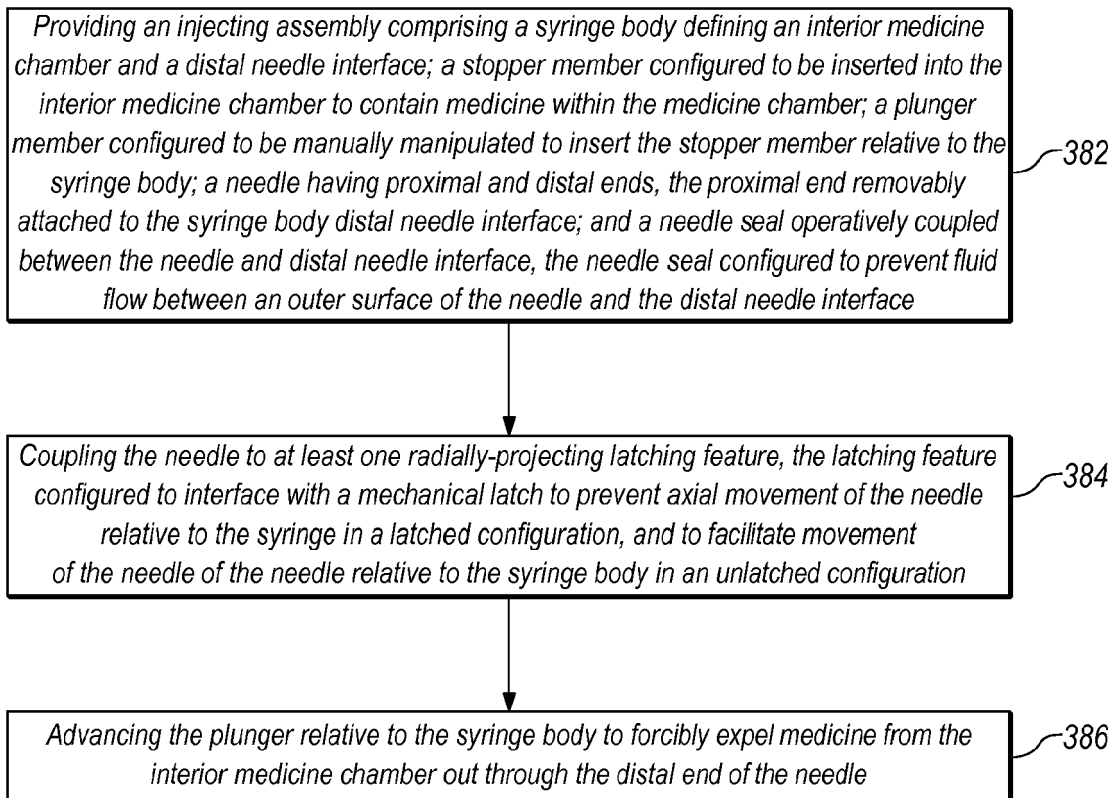 Providing an injecting assembly comprising a syringe body defining an interior medicine
chamber and a distal needle interface; a stopper member configured to be inserted into the
interior medicine chamber to contain medicine within the medicine chamber; a plunger
member configured to be manually manipulated to insert the stopper member relative to the
syringe body; a needle having proximal and distal ends, the proximal end removably
attached to the syringe body distal needle interface; and a needle seal operatively coupled
between the needle and distal needle interface, the needle seal configured to prevent fluid
flow between an outer surface of the needle and the distal needle interface
382
Coupling the needle to at least one radially-projecting latching feature, the latching feature
configured to interface with a mechanical latch to prevent axial movement of the needle
relative to the syringe in a latched configuration, and to facilitate movement
of the needle of the needle relative to the syringe body in an unlatched configuration
384
Advancing the plunger relative to the syringe body to forcibly expel medicine from the
interior medicine chamber out through the distal end of the needle
386